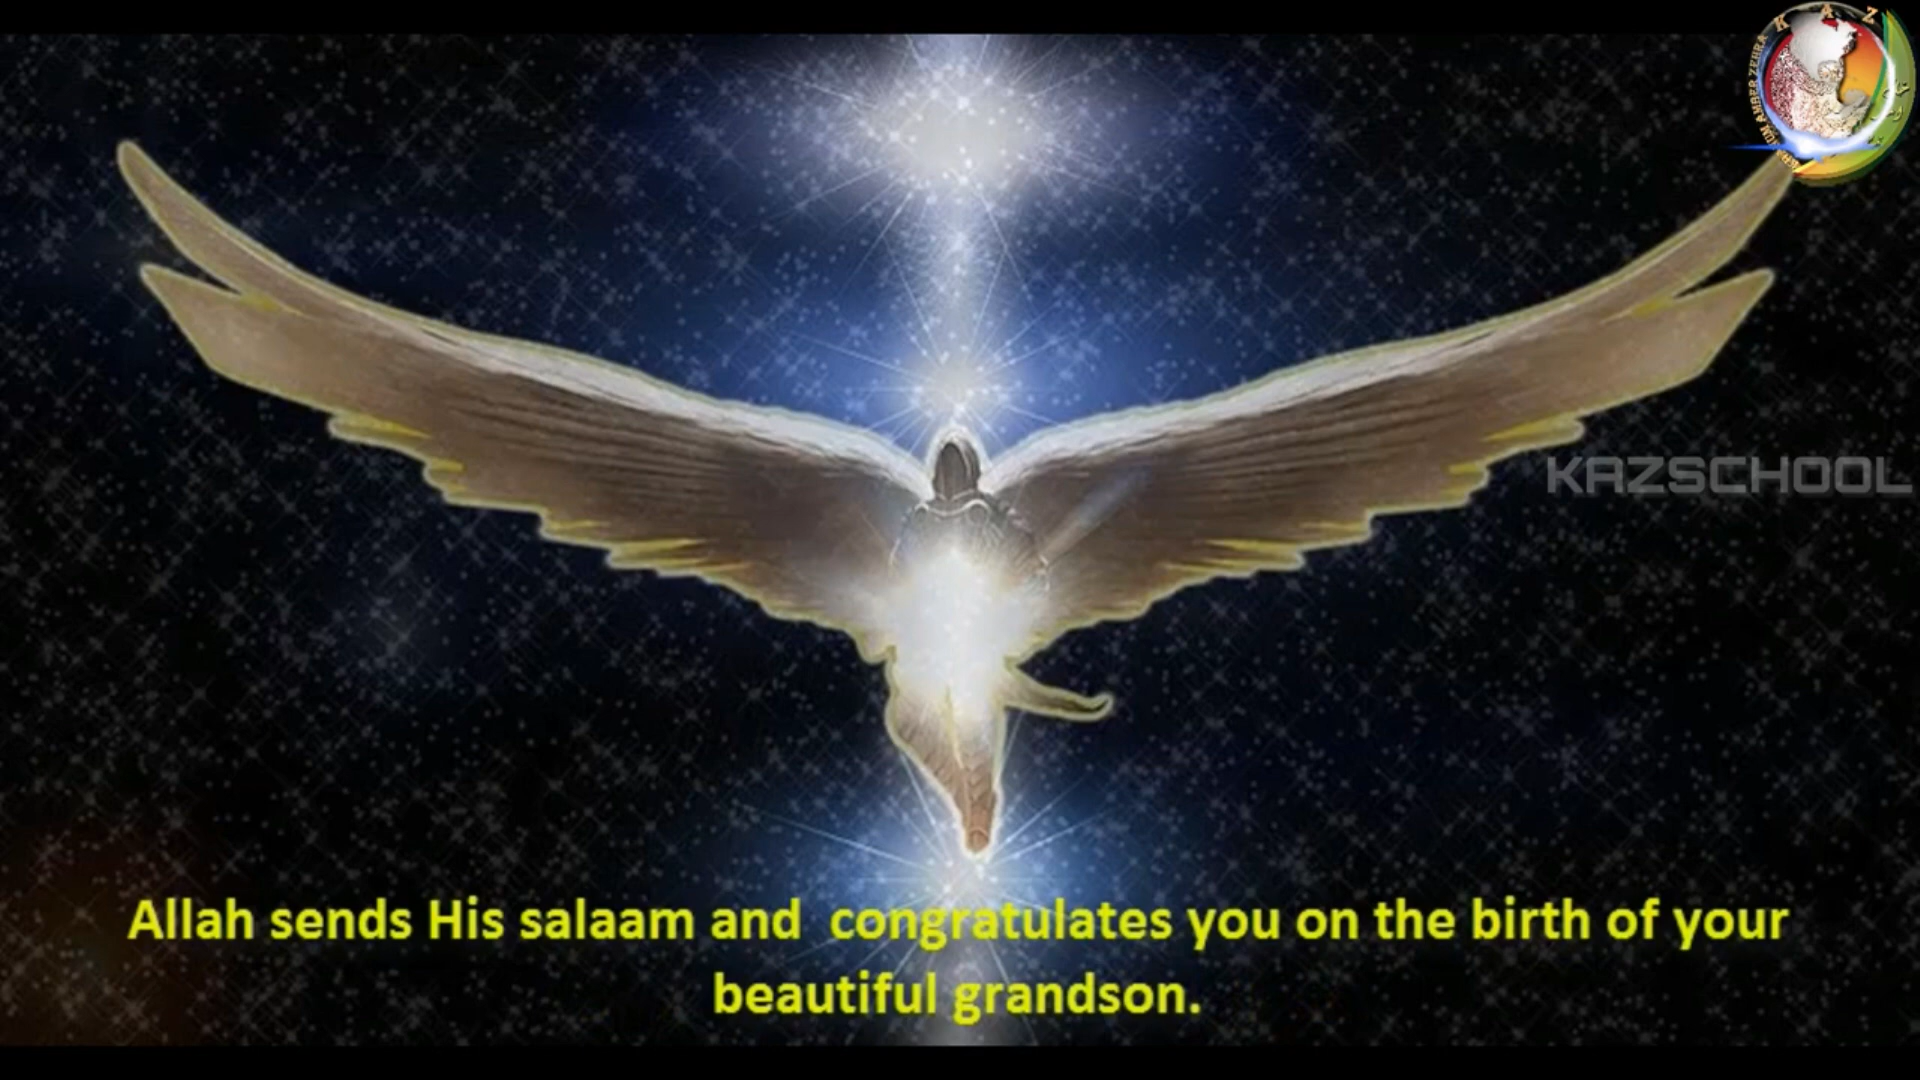 K A Z
KAZSCHOOL
Allah sends His salaam and congratulates you on the birth of your
beautiful grandson.